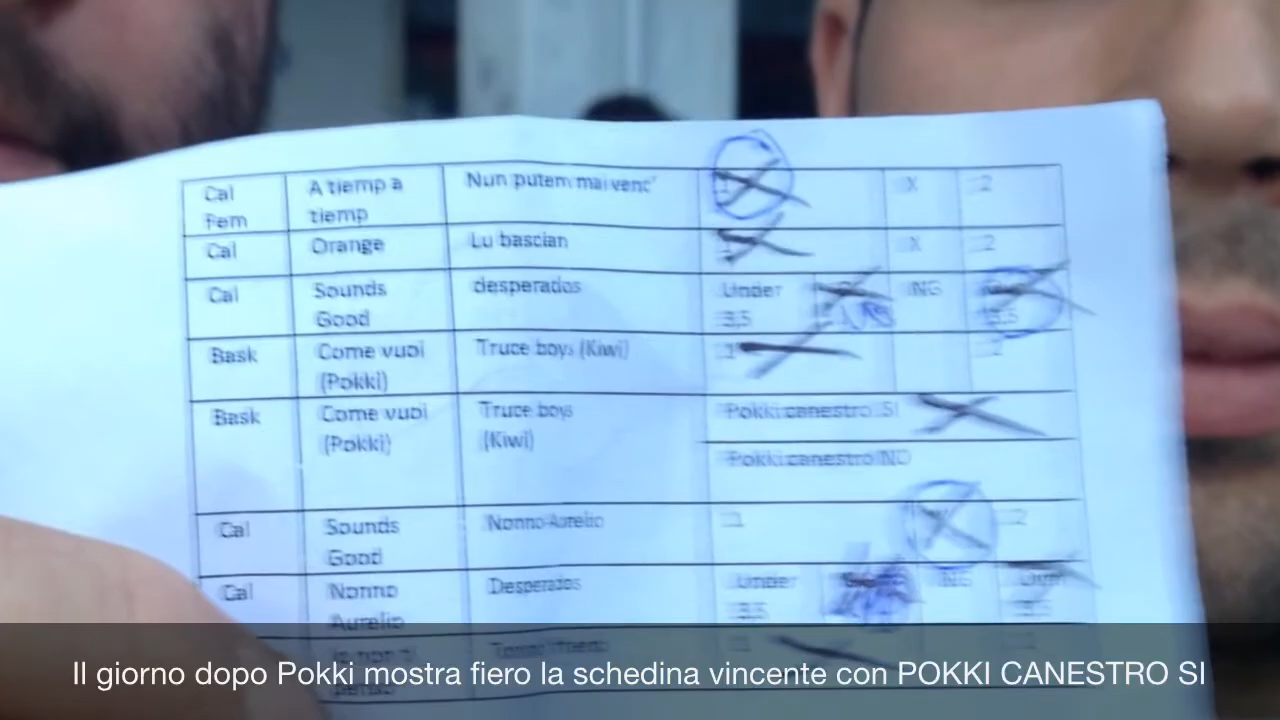 Cal Fem A tiemp a tiemp Nun putem mai venc' X 2
Cal Orange Lu bascian 1 X 2
Cal Sounds Good desperados Under 3,5 NG
Bask Come vuoi (Pokki) Truce boys (Kiwi) 1 2
Bask Come vuoi (Pokki) Truce boys (Kiwi) Pokki canestro SI
Pokki canestro NO
Cal Sounds Good Nonno Aurelio 1 2
Cal Nonno Aurelio Desperados Under 3,5 NG Over 3,5
Il giorno dopo Pokki mostra fiero la schedina vincente con POKKI CANESTRO SI